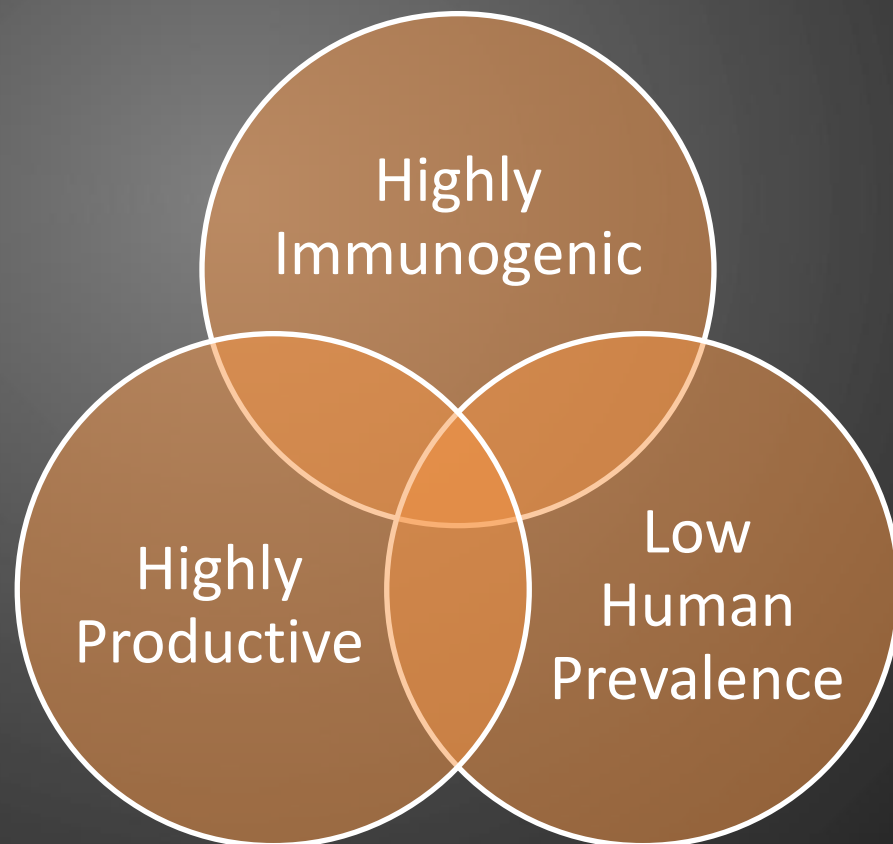 Highly
Immunogenic
Highly
Productive
Low
Human
Prevalence